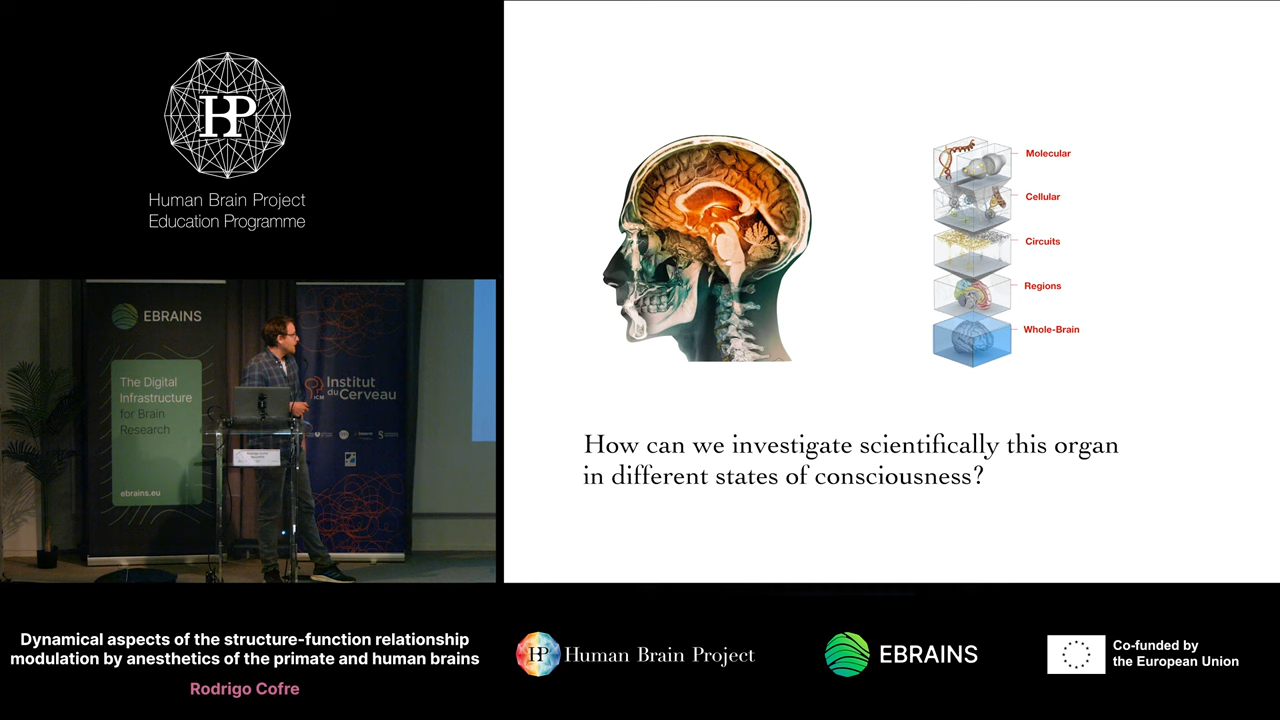 HP
Human Brain Project
Education Programme
EBRAINS
The Digital
Infrastructure
for Brain
Research
ebrains.eu
ICM
Institut
du Cerveau
Molecular
Cellular
Circuits
Regions
Whole-Brain
How can we investigate scientifically this organ
in different states of consciousness?
Dynamical aspects of the structure-function relationship
modulation by anesthetics of the primate and human brains
Rodrigo Cofre
HP Human Brain Project
EBRAINS
Co-funded by
the European Union